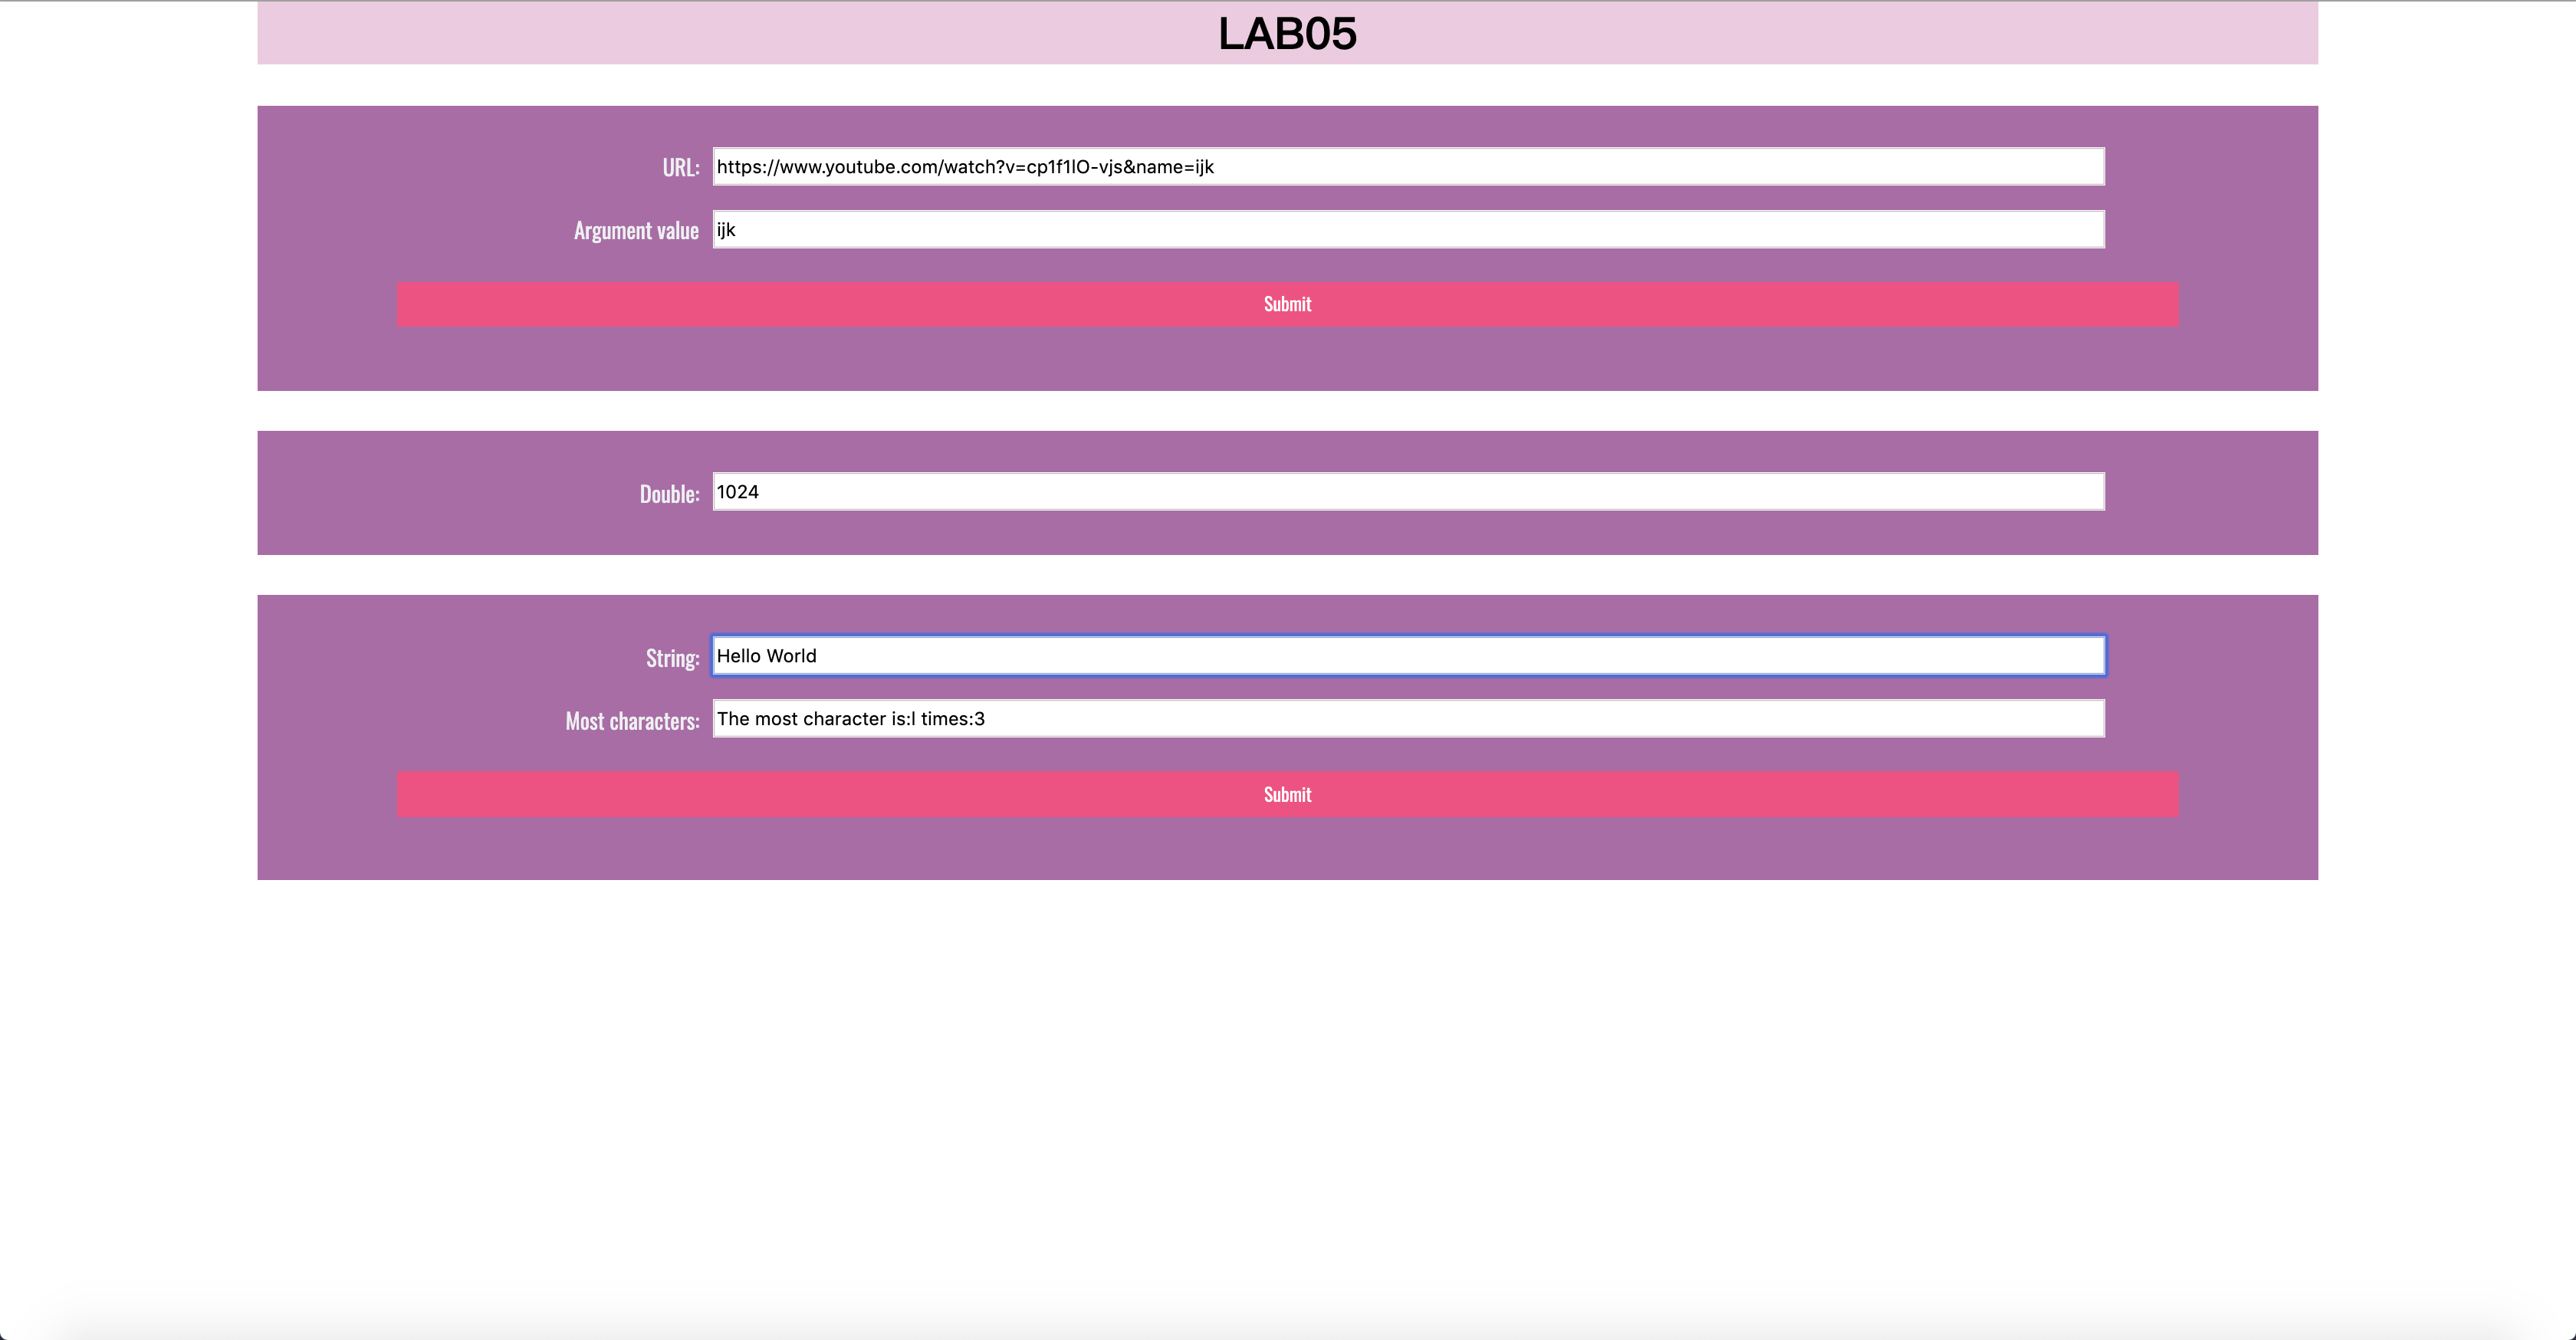 LAB05
URL: https://www.youtube.com/watch?v=cp1f1lO-vjs&name=ijk
Argument value ijk
Submit
Double: 1024
String: Hello World
Most characters: The most character is:l times:3
Submit